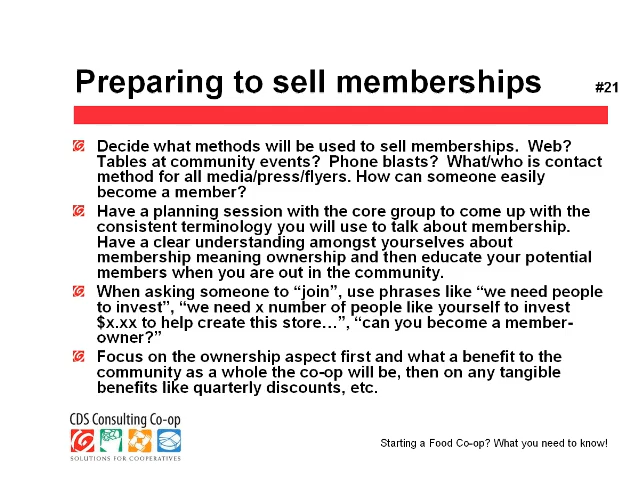 Preparing to sell memberships
#21
Decide what methods will be used to sell memberships.  Web?
Tables at community events?  Phone blasts?  What/who is contact
method for all media/press/flyers. How can someone easily
become a member?
Have a planning session with the core group to come up with the
consistent terminology you will use to talk about membership.
Have a clear understanding amongst yourselves about
membership meaning ownership and then educate your potential
members when you are out in the community.
When asking someone to “join”, use phrases like “we need people
to invest”, “we need x number of people like yourself to invest
$x.xx to help create this store…”, “can you become a member-
owner?”
Focus on the ownership aspect first and what a benefit to the
community as a whole the co-op will be, then on any tangible
benefits like quarterly discounts, etc.
CDS Consulting Co-op
SOLUTIONS FOR COOPERATIVES
Starting a Food Co-op? What you need to know!